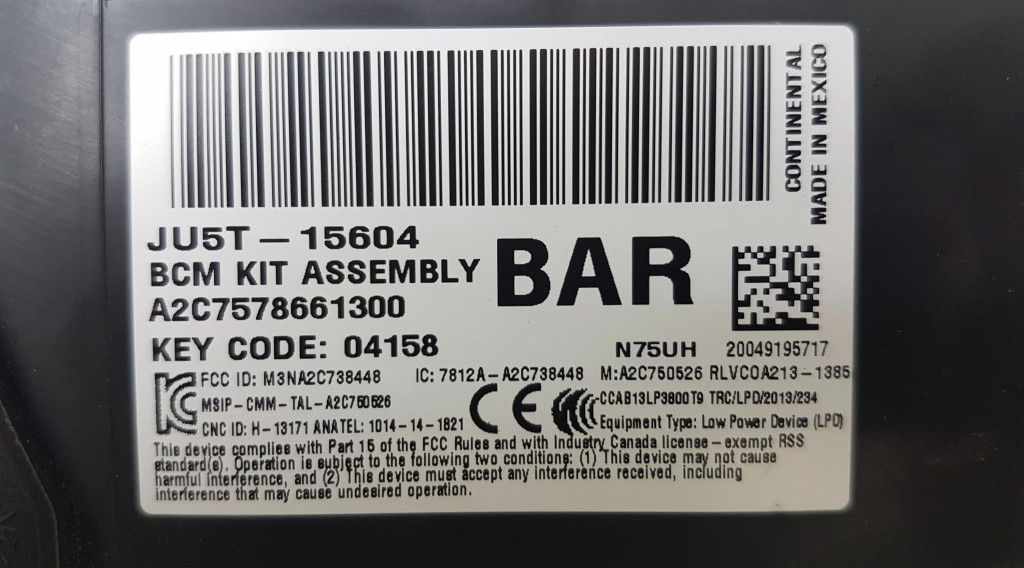 CONTINENTAL
MADE IN MEXICO
JU5T-15604
BCM KIT ASSEMBLY
A2C7578661300
BAR
KEY CODE: 04158
N75UH 20049195717
FCC ID: M3NA2C738448 IC: 7812A-A2C738448 M:A2C750526 RLVCOA213-1385
MSIP-CMM-TAL-A2C750526
CE
CCAB13LP3800T9 TRC/LPD/2013/234
CNC ID: H-13171 ANATEL: 1014-14-1821
Equipment Type: Low Power Device (LPD)
This device complies with Part 15 of the FCC Rules and with Industry Canada license-exempt RSS
standard(s). Operation is subject to the following two conditions: (1) This device may not cause
harmful interference, and (2) This device must accept any interference received, including
interference that may cause undesired operation.